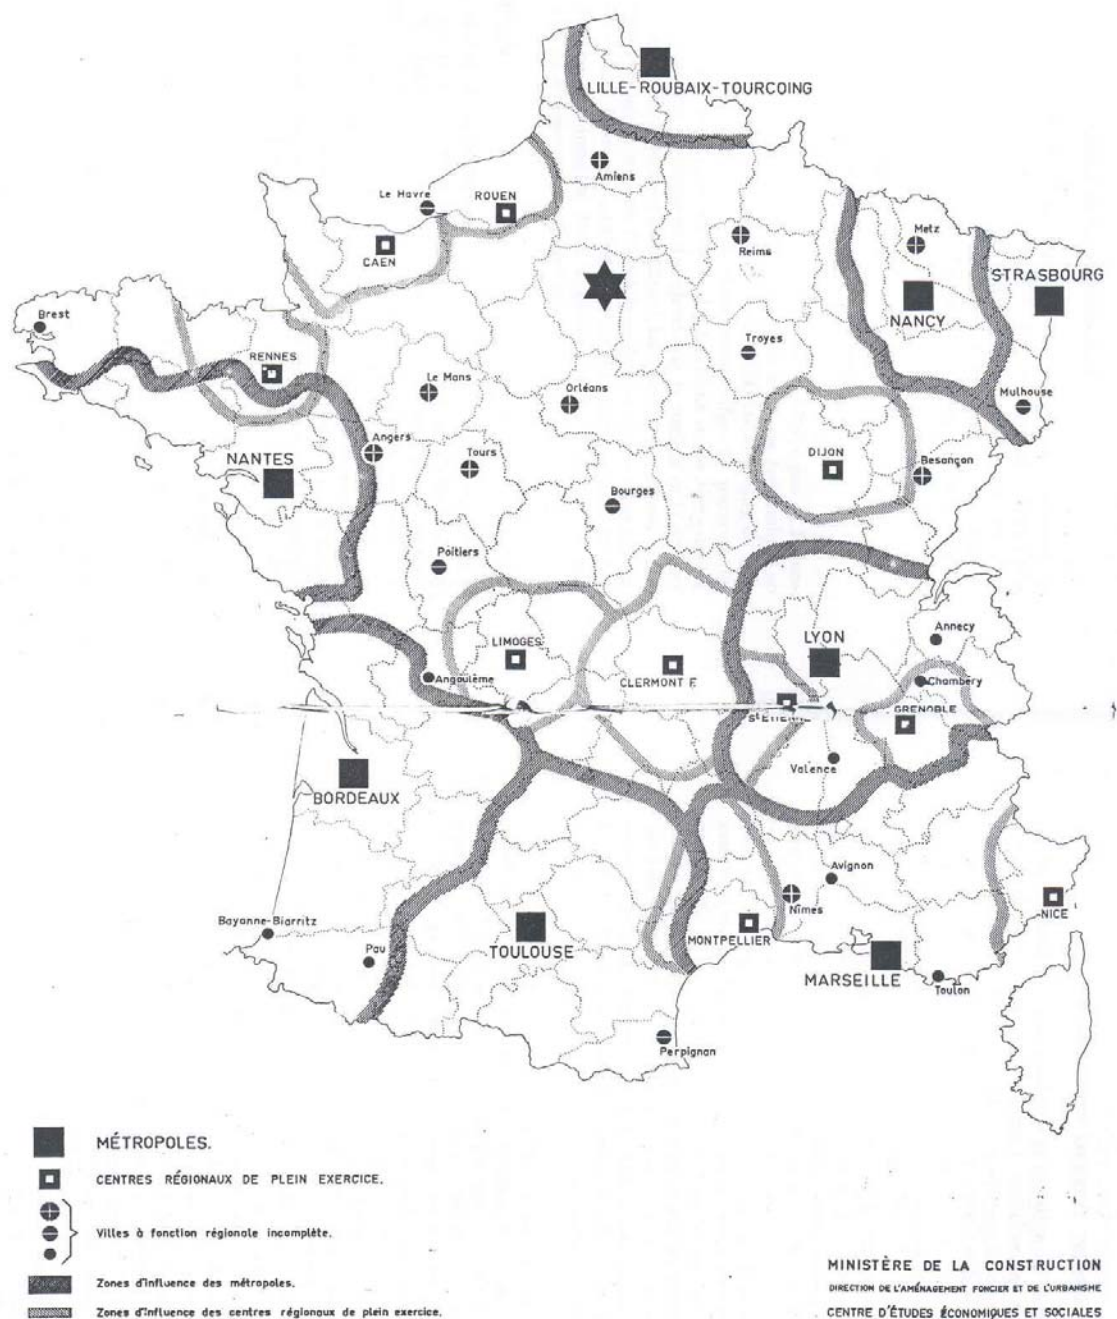 LILLE-ROUBAIX-TOURCOING
Amiens
Le Havre
ROUEN
CAEN
Reims
Metz
STRASBOURG
NANCY
Brest
RENNES
Le Mans
Orléans
Troyes
Mulhouse
Angers
NANTES
Tours
DIJON
Besançon
Bourges
Poitiers
LIMOGES
LYON
Annecy
CLERMONT F.
Angoulême
Chambéry
GRENOBLE
Valence
BORDEAUX
Avignon
Nîmes
NICE
Bayanne-Biarritz
Pau
TOULOUSE
MONTPELLIER
MARSEILLE
Toulon
Perpignan
MÉTROPOLES.
CENTRES RÉGIONAUX DE PLEIN EXERCICE.
Villes à fonction régionale incomplète.
Zones d'influence des métropoles.
Zones d'influence des centres régionaux de plein exercice.
MINISTÈRE DE LA CONSTRUCTION
DIRECTION DE L'AMÉNAGEMENT FONCIER ET DE L'URBANISME
CENTRE D'ÉTUDES ÉCONOMIQUES ET SOCIALES